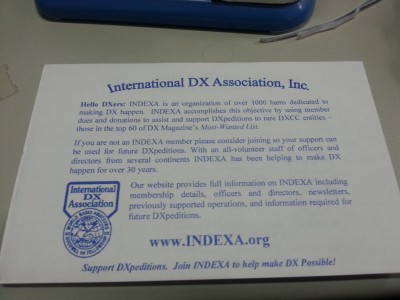 International DX Association, Inc.
Hello DXers: INDEXA is an organization of over 1000 hams dedicated to
making DX happen. INDEXA accomplishes this objective by using member
dues and donations to assist and support DXpeditions to rare DXCC entities –
those in the top 60 of DX Magazine's Most-Wanted List.
If you are not an INDEXA member please consider joining so your support can
be used for future DXpeditions. With an all-volunteer staff of officers and
directors from several continents INDEXA has been helping to make DX
happen for over 30 years.
International
DX
Association
Our website provides full information on INDEXA including
membership details, officers and directors, newsletters,
previously supported operations, and information required for
future DXpeditions.
www.INDEXA.org
Support DXpeditions. Join INDEXA to help make DX Possible!